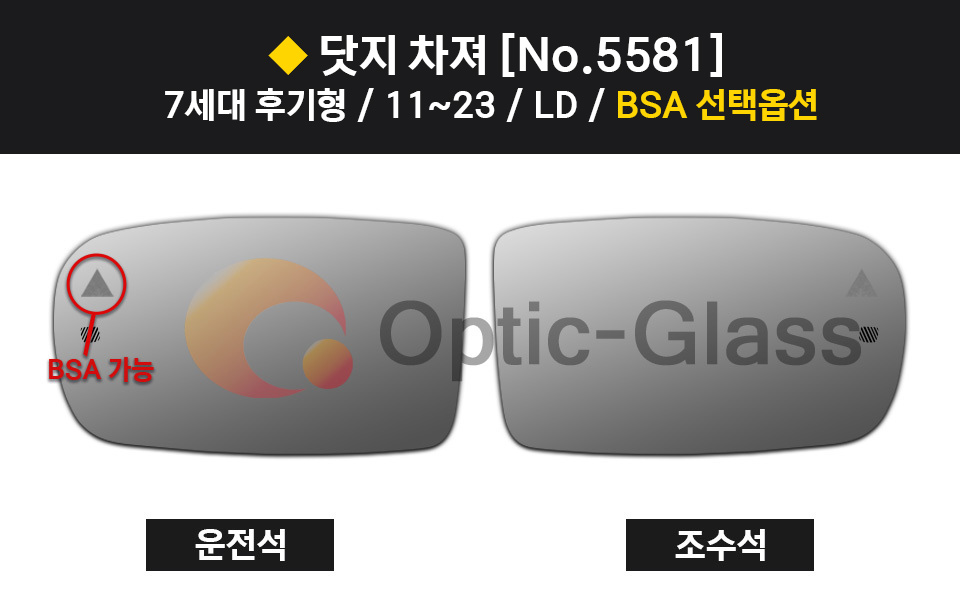 ◆ 닷지 차져 [No.5581]
7세대 후기형 / 11~23 / LD / BSA 선택옵션
Optic-Glass
BSA 가능
운전석
조수석